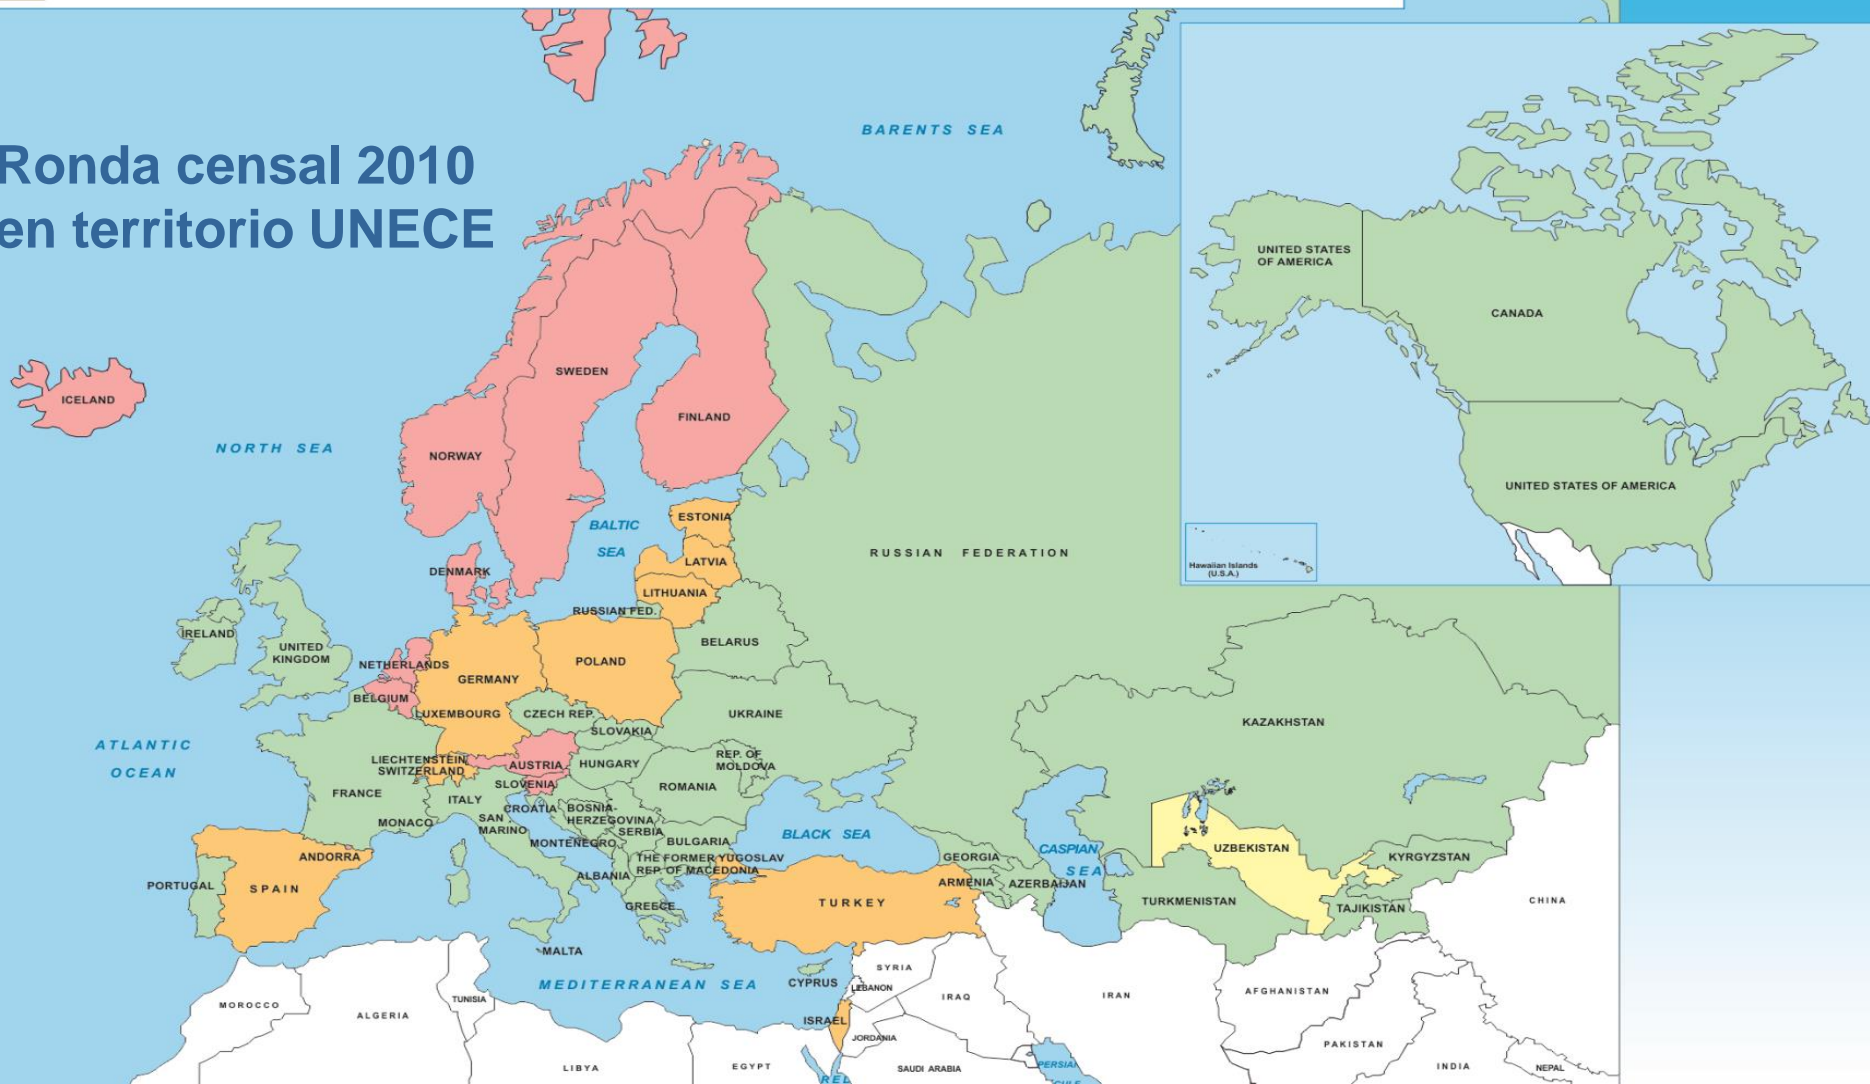 Ronda censal 2010
en territorio UNECE
BARENTS SEA
UNITED STATES
OF AMERICA
CANADA
UNITED STATES OF AMERICA
Hawaiian Islands
(U.S.A.)
ICELAND
NORTH SEA
SWEDEN
FINLAND
NORWAY
ESTONIA
BALTIC
SEA
LATVIA
LITHUANIA
RUSSIAN FED.
RUSSIAN FEDERATION
DENMARK
IRELAND
UNITED
KINGDOM
NETHERLANDS
BELGIUM
GERMANY
POLAND
BELARUS
LUXEMBOURG
CZECH REP.
SLOVAKIA
UKRAINE
KAZAKHSTAN
ATLANTIC
OCEAN
LIECHTENSTEIN
SWITZERLAND
AUSTRIA
HUNGARY
REP. OF
MOLDOVA
SLOVENIA
ROMANIA
FRANCE
ITALY
CROATIA
BOSNIA-
HERZEGOVINA
MONACO
SAN
MARINO
SERBIA
MONTENEGRO
BULGARIA
BLACK SEA
THE FORMER YUGOSLAV
REP. OF MACEDONIA
ALBANIA
ANDORRA
PORTUGAL
SPAIN
GREECE
TURKEY
GEORGIA
ARMENIA
AZERBAIJAN
CASPIAN
SEA
UZBEKISTAN
KYRGYZSTAN
TURKMENISTAN
TAJIKISTAN
CHINA
MALTA
MEDITERRANEAN SEA
CYPRUS
SYRIA
LEBANON
IRAQ
IRAN
AFGHANISTAN
MOROCCO
ALGERIA
TUNISIA
ISRAEL
JORDANIA
PAKISTAN
LIBYA
EGYPT
SAUDI ARABIA
PERSIAN
INDIA
NEPAL